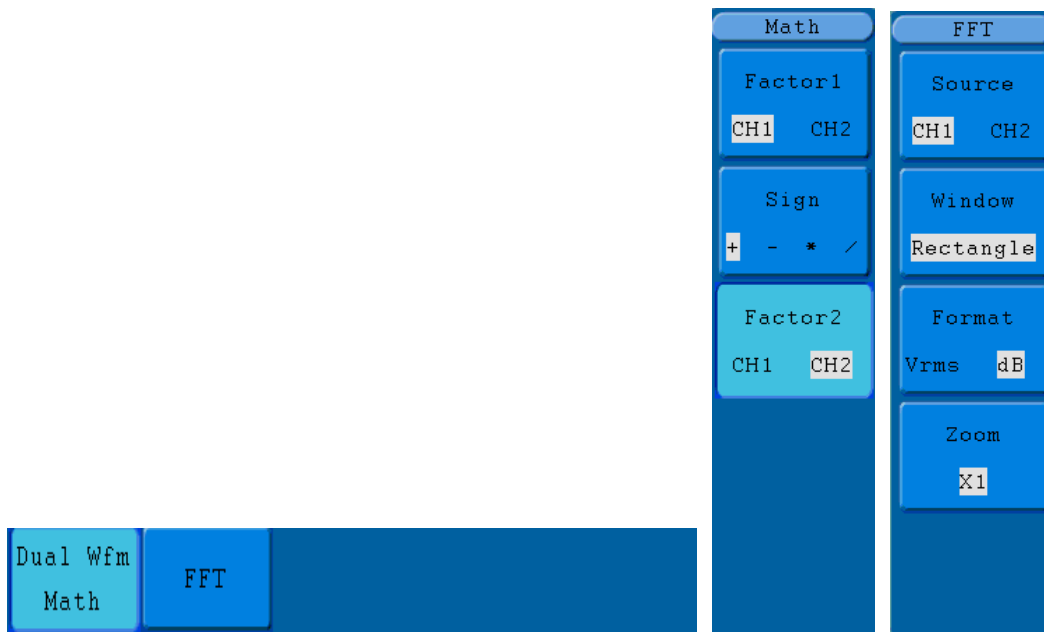 Math
Factor1
CH1 CH2
Sign
+ - * /
Factor2
CH1 CH2
FFT
Source
CH1 CH2
Window
Rectangle
Format
Vrms dB
Zoom
X1
Dual Wfm
Math
FFT